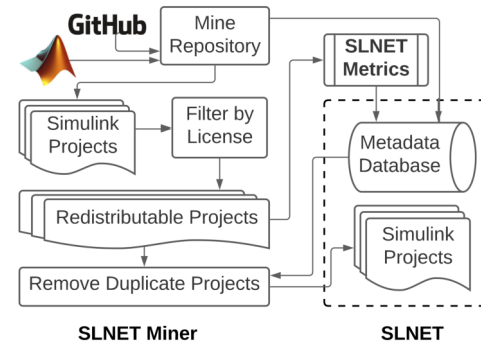 GitHub
Mine
Repository
SLNET
Metrics
Simulink
Projects
Filter by
License
Metadata
Database
Redistributable Projects
Simulink
Projects
Remove Duplicate Projects
SLNET Miner
SLNET